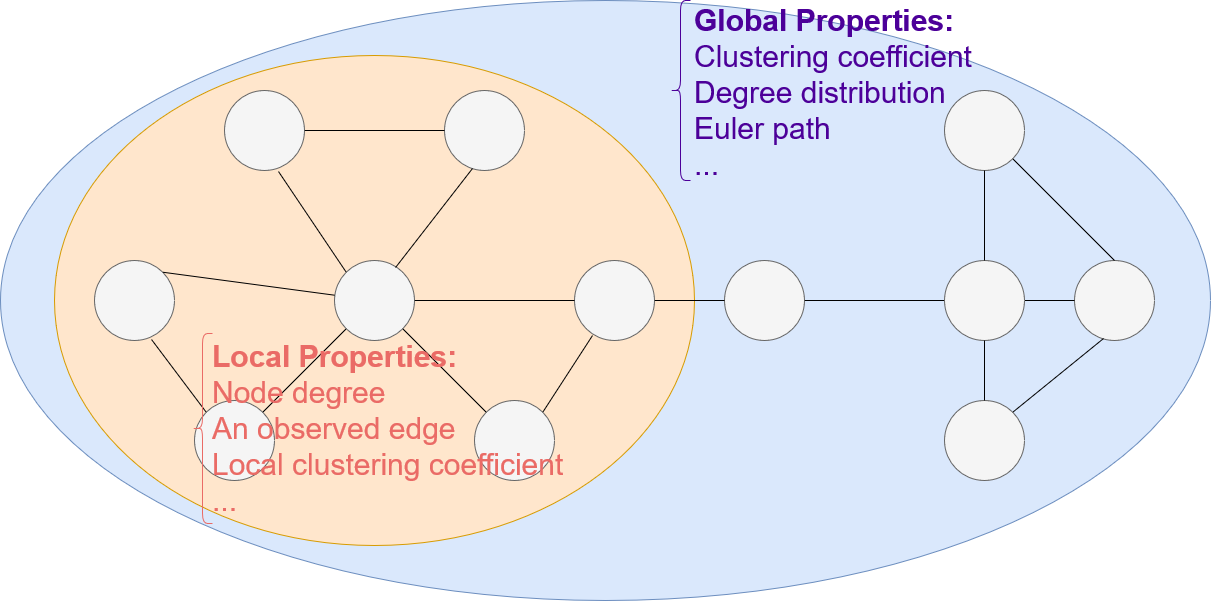 Global Properties:
Clustering coefficient
Degree distribution
Euler path
...
Local Properties:
Node degree
An observed edge
Local clustering coefficient
...